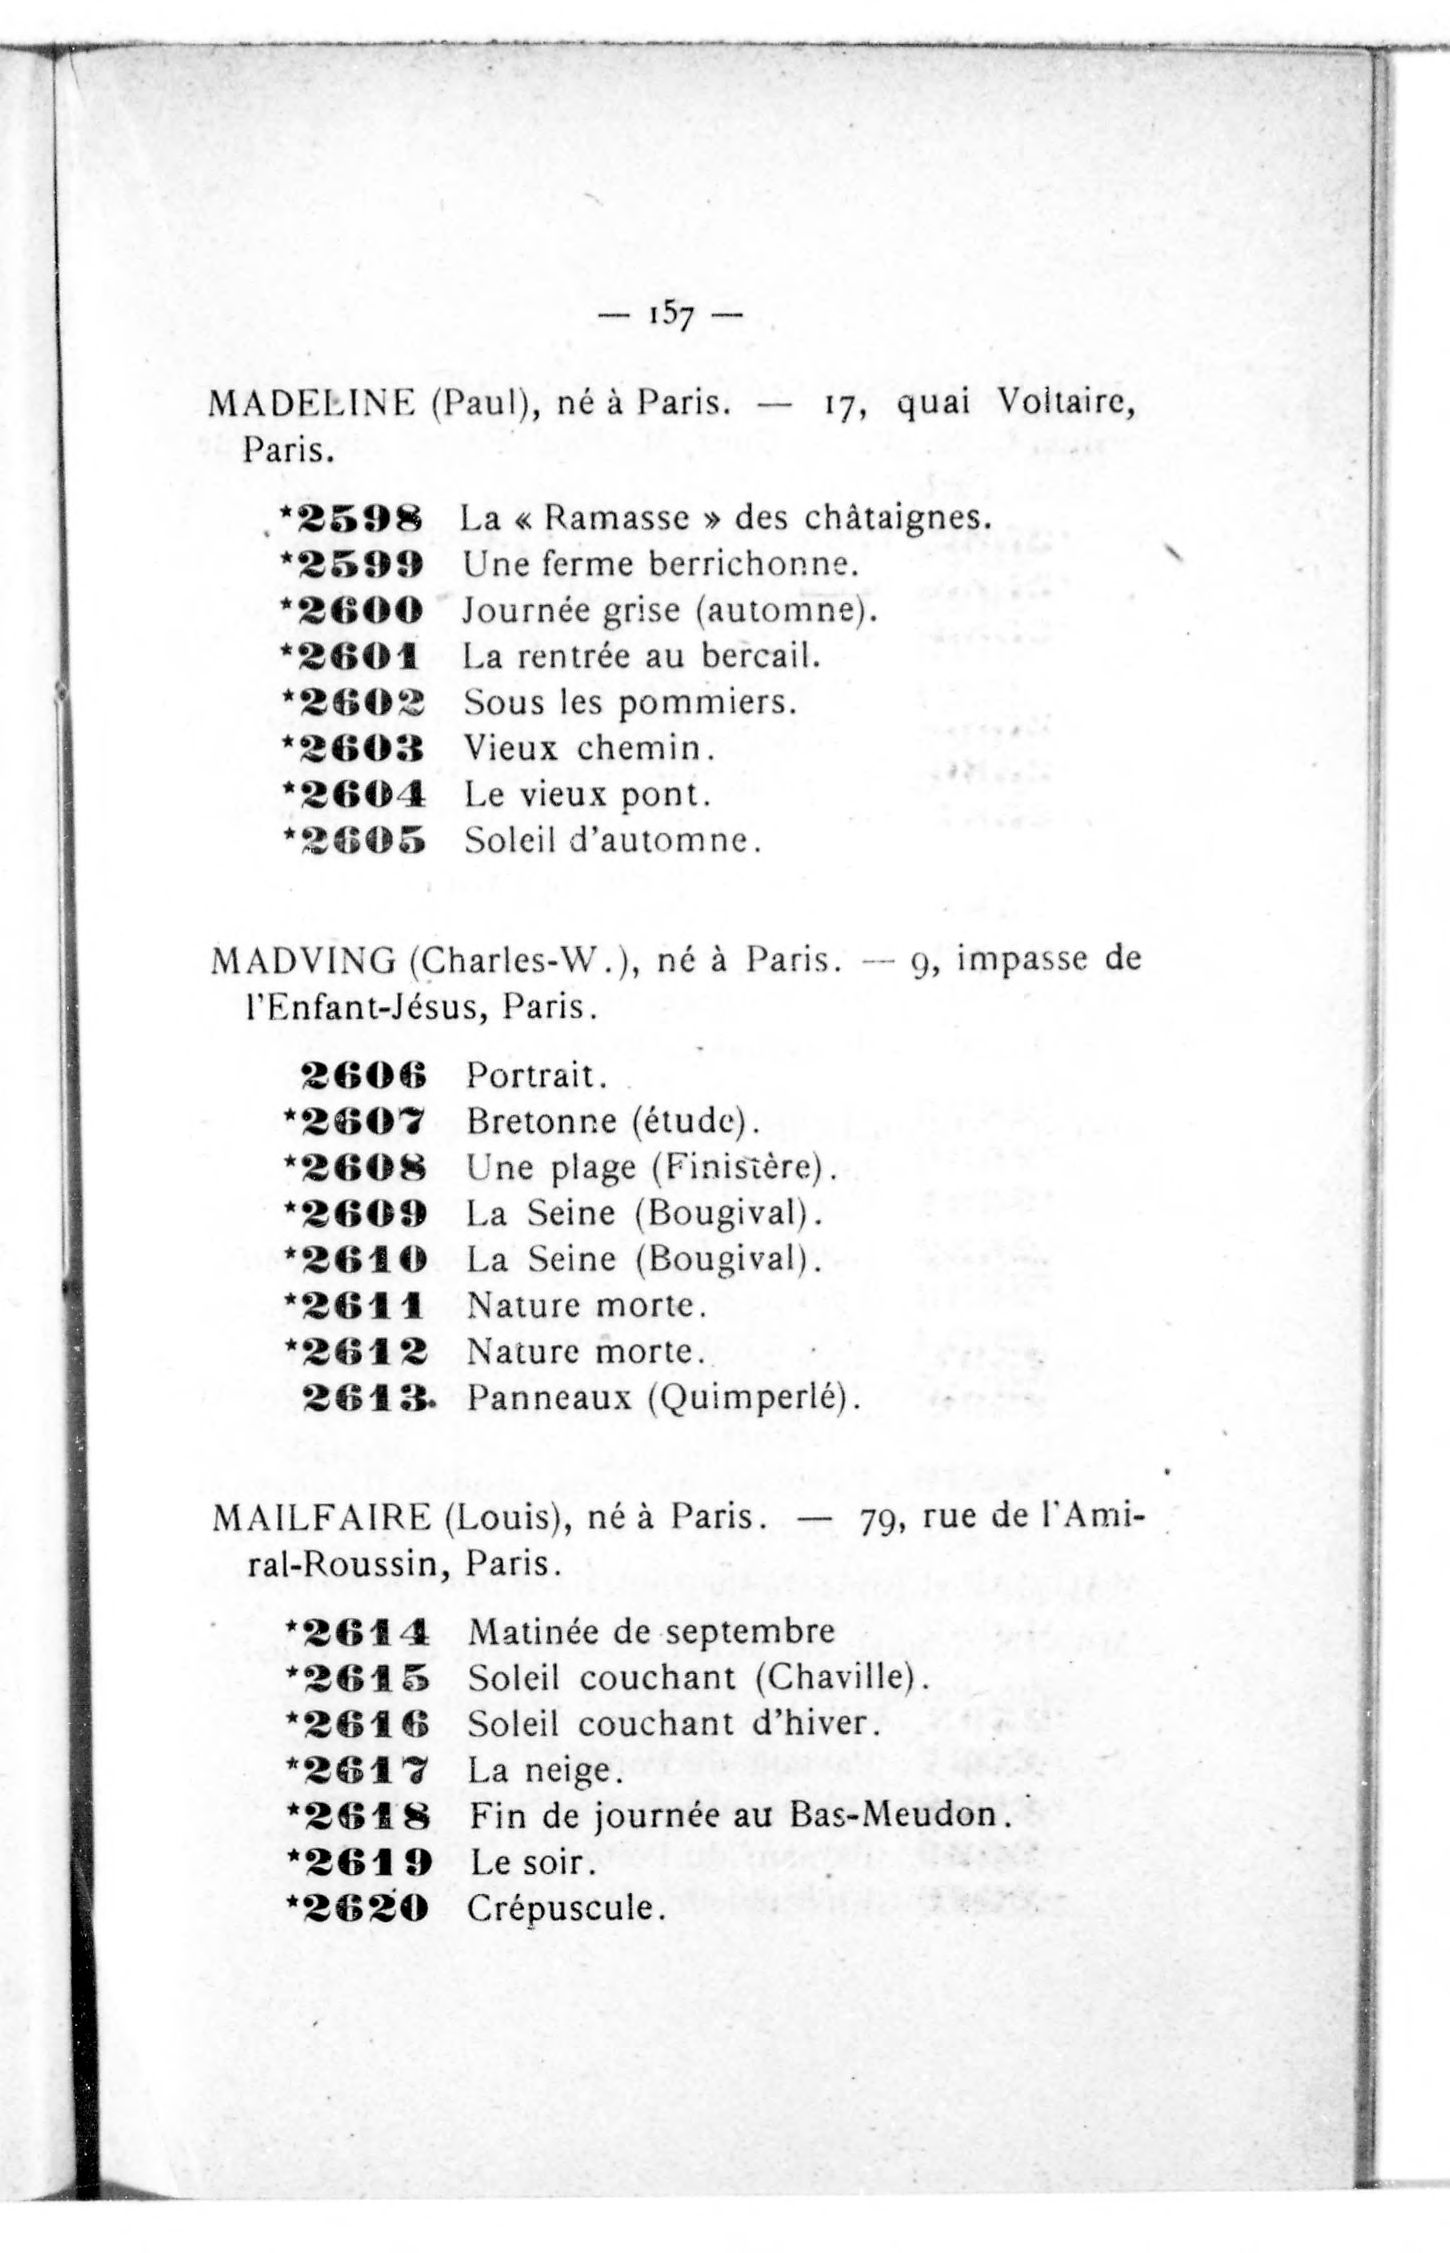 — 157 —
MADELINE (Paul), né à Paris. — 17, quai Voltaire,
Paris.
*2598 La « Ramasse » des châtaignes.
*2599 Une ferme berrichonne.
*2600 Journée grise (automne).
*2601 La rentrée au bercail.
*2602 Sous les pommiers.
*2603 Vieux chemin.
*2604 Le vieux pont.
*2605 Soleil d'automne.
MADVING (Charles-W.), né à Paris. — 9, impasse de
l'Enfant-Jésus, Paris.
2606 Portrait.
*2607 Bretonne (étude).
*2608 Une plage (Finistère).
*2609 La Seine (Bougival).
*2610 La Seine (Bougival).
*2611 Nature morte.
*2612 Nature morte.
2613. Panneaux (Quimperlé).
MAILFAIRE (Louis), né à Paris. — 79, rue de l'Ami-
ral-Roussin, Paris.
*2614 Matinée de septembre
*2615 Soleil couchant (Chaville).
*2616 Soleil couchant d'hiver.
*2617 La neige.
*2618 Fin de journée au Bas-Meudon.
*2619 Le soir.
*2620 Crépuscule.